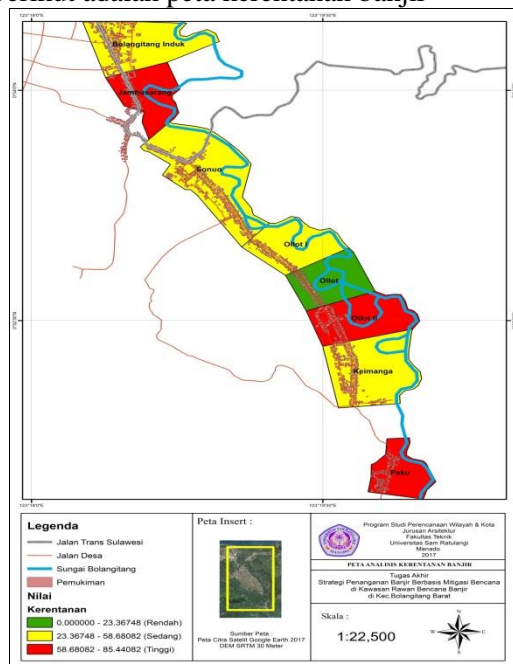 berikut adalah peta kerentanan banjir
Bolangitang Induk
Jambusarang
Sonuo
Ollot I
Ollot
Ollot II
Keimanga
Paku
Legenda
Jalan Trans Sulawesi
Jalan Desa
Sungai Bolangitang
Pemukiman
Nilai
Kerentanan
0.000000 - 23.36748 (Rendah)
23.36748 - 58.68082 (Sedang)
58.68082 - 85.44082 (Tinggi)
Peta Insert :
Sumber Peta :
Peta Citra Satelit Google Earth 2017
DEM SRTM 30 Meter
Program Studi Perencanaan Wilayah & Kota
Jurusan Arsitektur
Fakultas Teknik
Universitas Sam Ratulangi
Manado
2017
PETA ANALISIS KERENTANAN BANJIR
Tugas Akhir
Strategi Penanganan Banjir Berbasis Mitigasi Bencana
di Kawasan Rawan Bencana Banjir
di Kec.Bolangitang Barat
Skala :
1:22,500
N
W
E
S